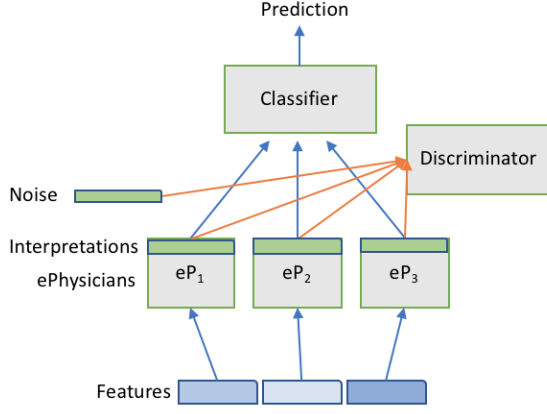 Prediction
Classifier
Discriminator
Noise
Interpretations
ePhysicians
eP₁ eP₂ eP₃
Features